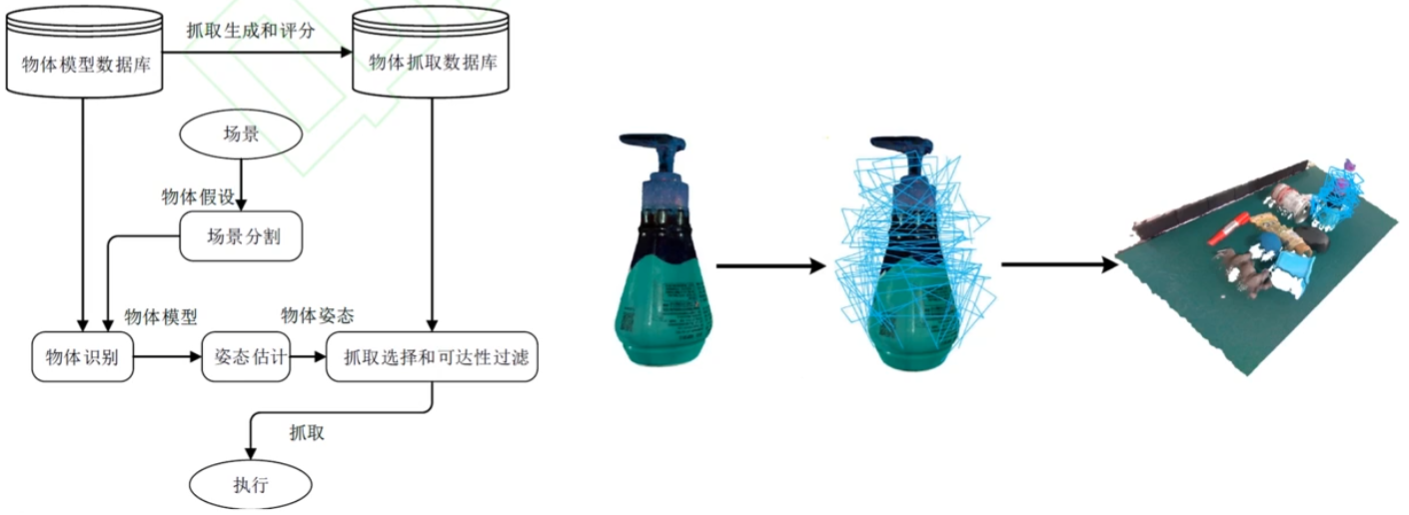 抓取生成和评分
物体模型数据库
物体抓取数据库
场景
物体假设
场景分割
物体模型
物体姿态
物体识别
姿态估计
抓取选择和可达性过滤
抓取
执行